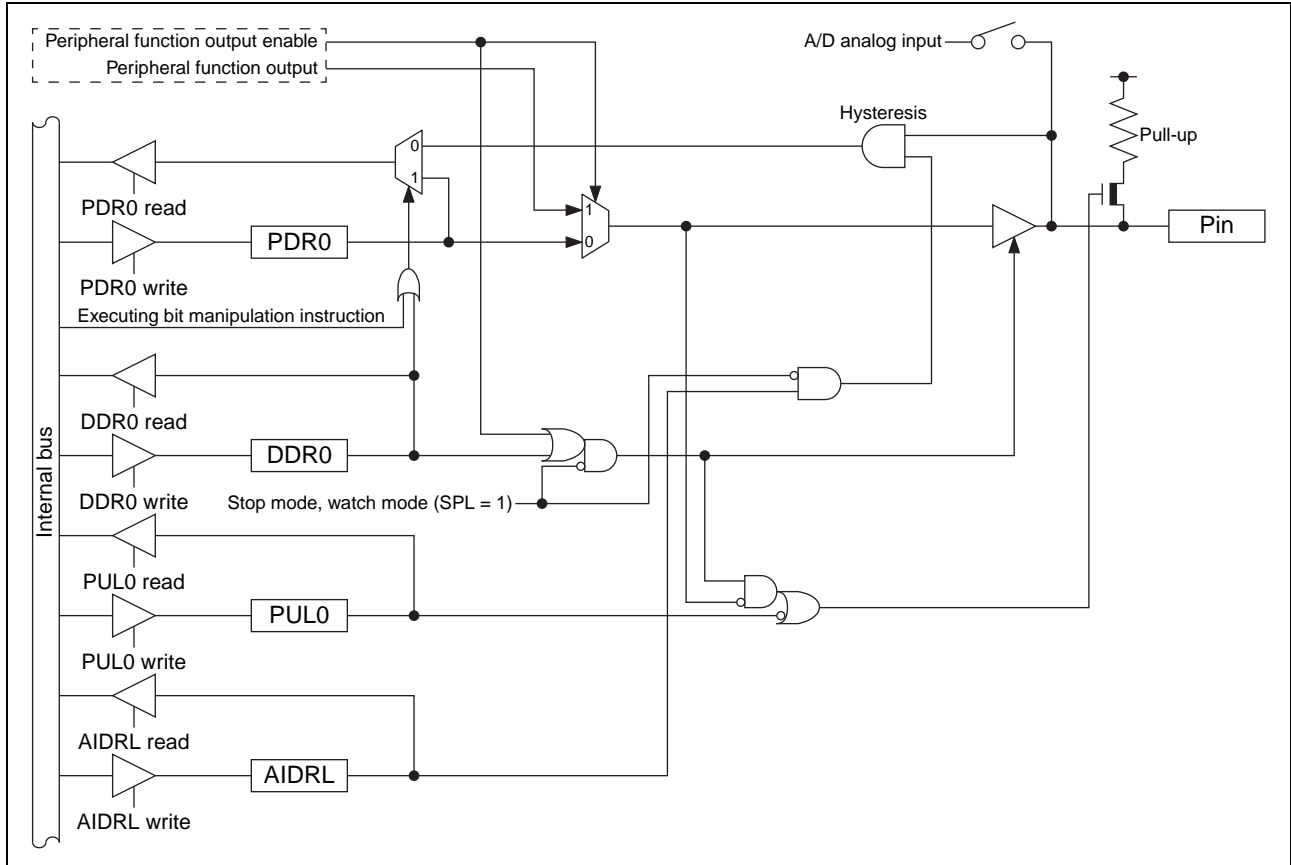 Peripheral function output enable
Peripheral function output
A/D analog input
Hysteresis
Pull-up
0
1
PDR0 read
1
PDR0
0
Pin
PDR0 write
Executing bit manipulation instruction
DDR0 read
DDR0
DDR0 write
Stop mode, watch mode (SPL = 1)
Internal bus
PUL0 read
PUL0
PUL0 write
AIDRL read
AIDRL
AIDRL write